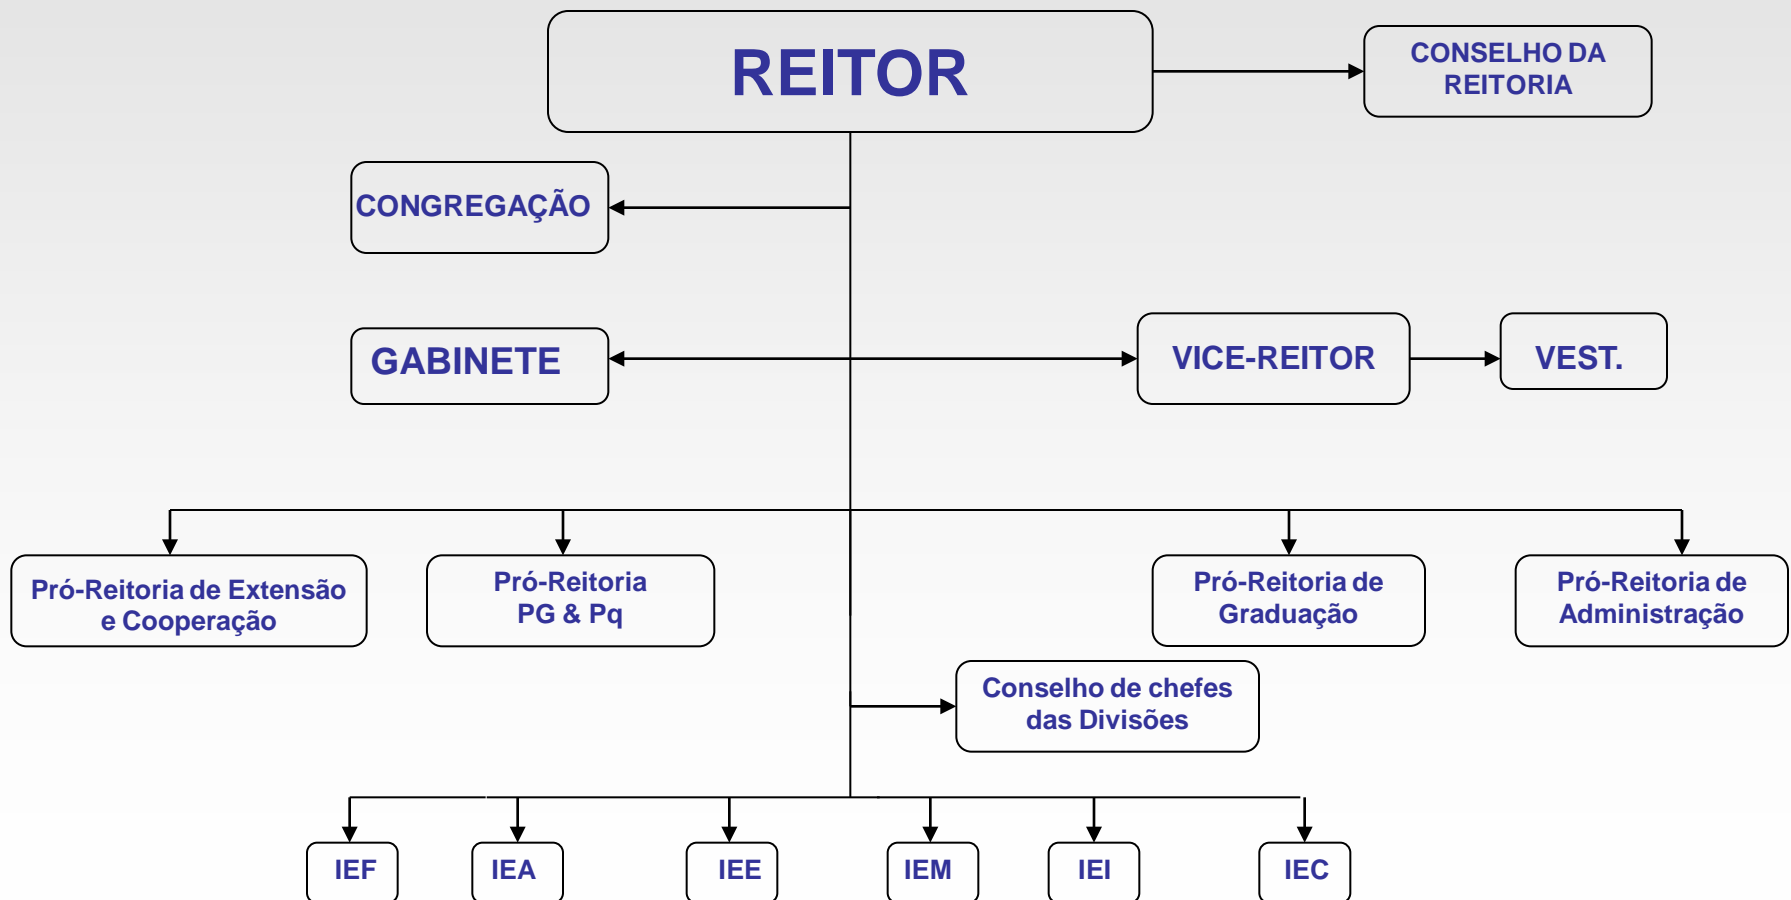 REITOR
CONSELHO DA
REITORIA
CONGREGAÇÃO
GABINETE
VICE-REITOR
VEST.
Pró-Reitoria de Extensão
e Cooperação
Pró-Reitoria
PG & Pq
Pró-Reitoria de
Graduação
Pró-Reitoria de
Administração
Conselho de chefes
das Divisões
IEF
IEA
IEE
IEM
IEI
IEC